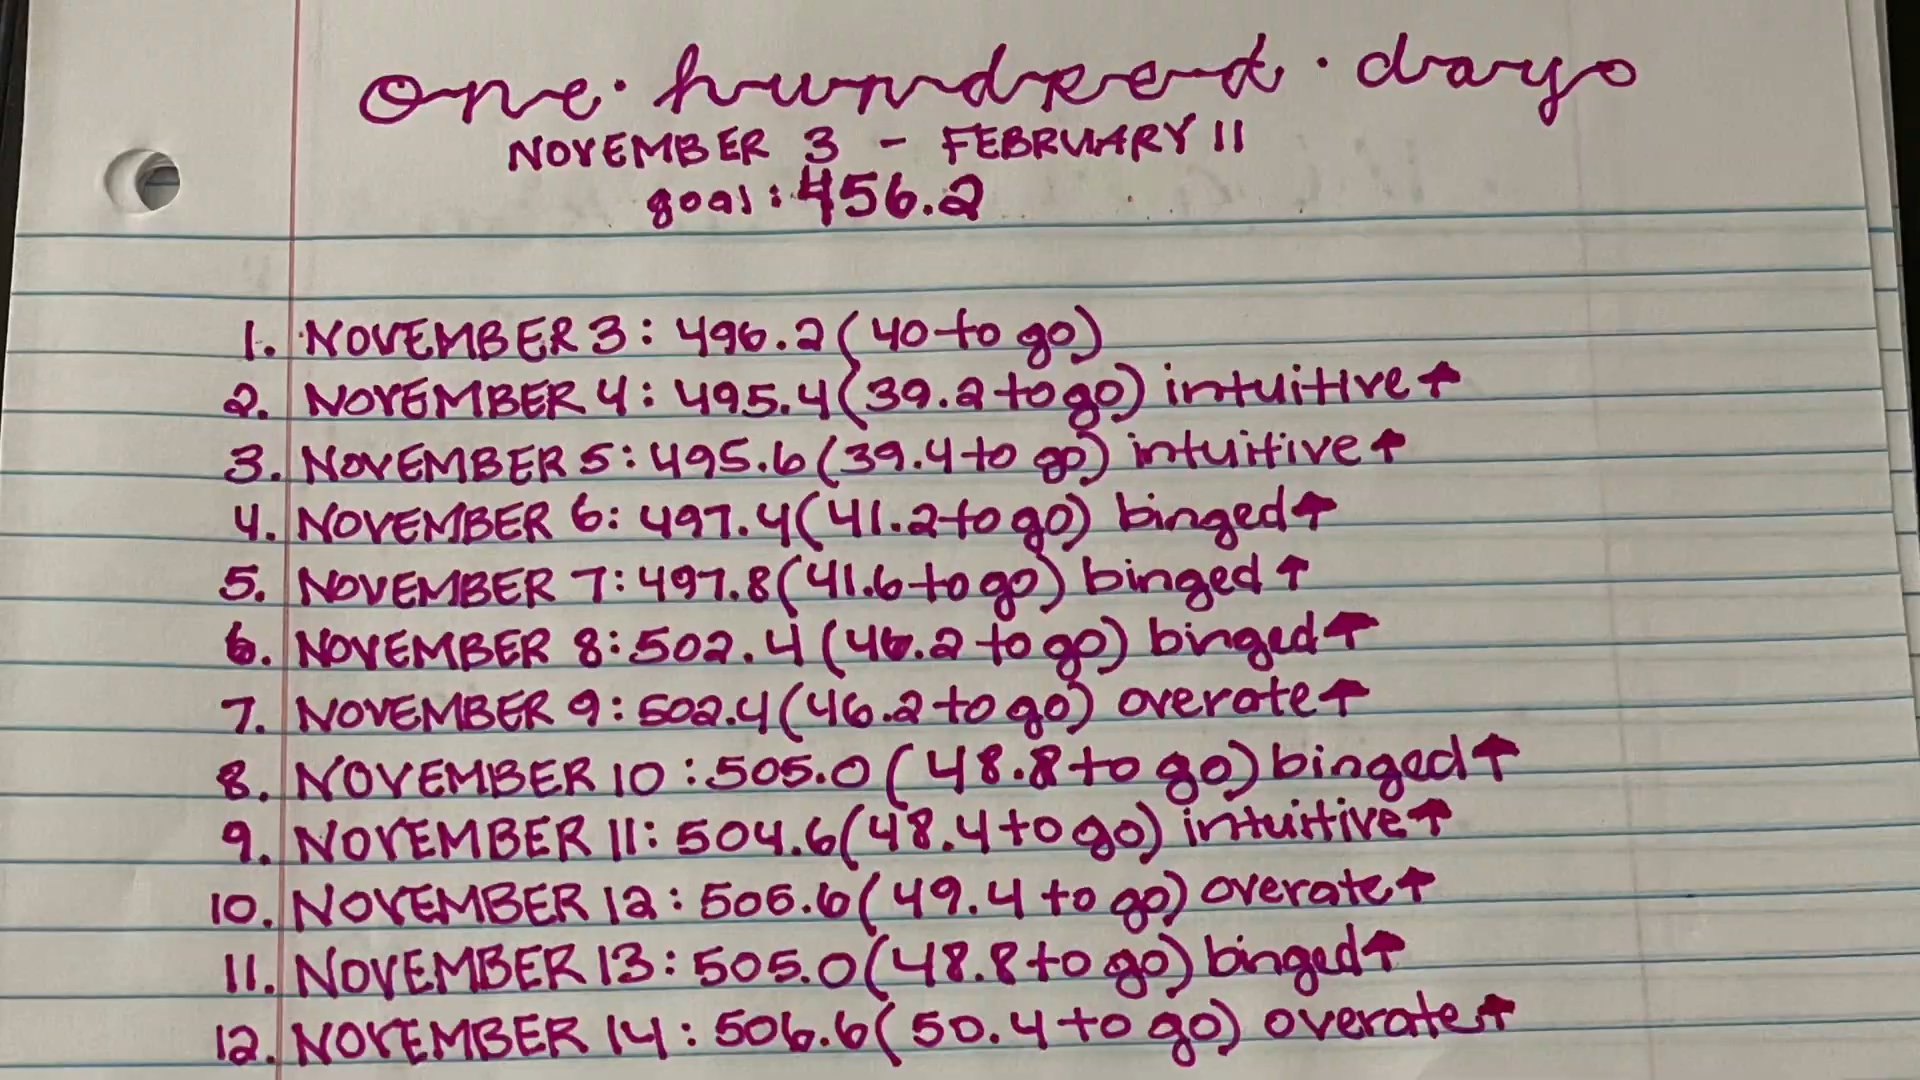 one · hundred · days
NOVEMBER 3 - FEBRUARY 11
goal: 456.2
1. NOVEMBER 3: 496.2 (40 to go)
2. NOVEMBER 4: 495.4 (39.2 to go) intuitive ↑
3. NOVEMBER 5: 495.6 (39.4 to go) intuitive ↑
4. NOVEMBER 6: 497.4 (41.2 to go) binged ↑
5. NOVEMBER 7: 497.8 (41.6 to go) binged ↑
6. NOVEMBER 8: 502.4 (46.2 to go) binged ↑
7. NOVEMBER 9: 502.4 (46.2 to go) overate ↑
8. NOVEMBER 10: 505.0 (48.8 to go) binged ↑
9. NOVEMBER 11: 504.6 (48.4 to go) intuitive ↑
10. NOVEMBER 12: 505.6 (49.4 to go) overate ↑
11. NOVEMBER 13: 505.0 (48.8 to go) binged ↑
12. NOVEMBER 14: 506.6 (50.4 to go) overate ↑